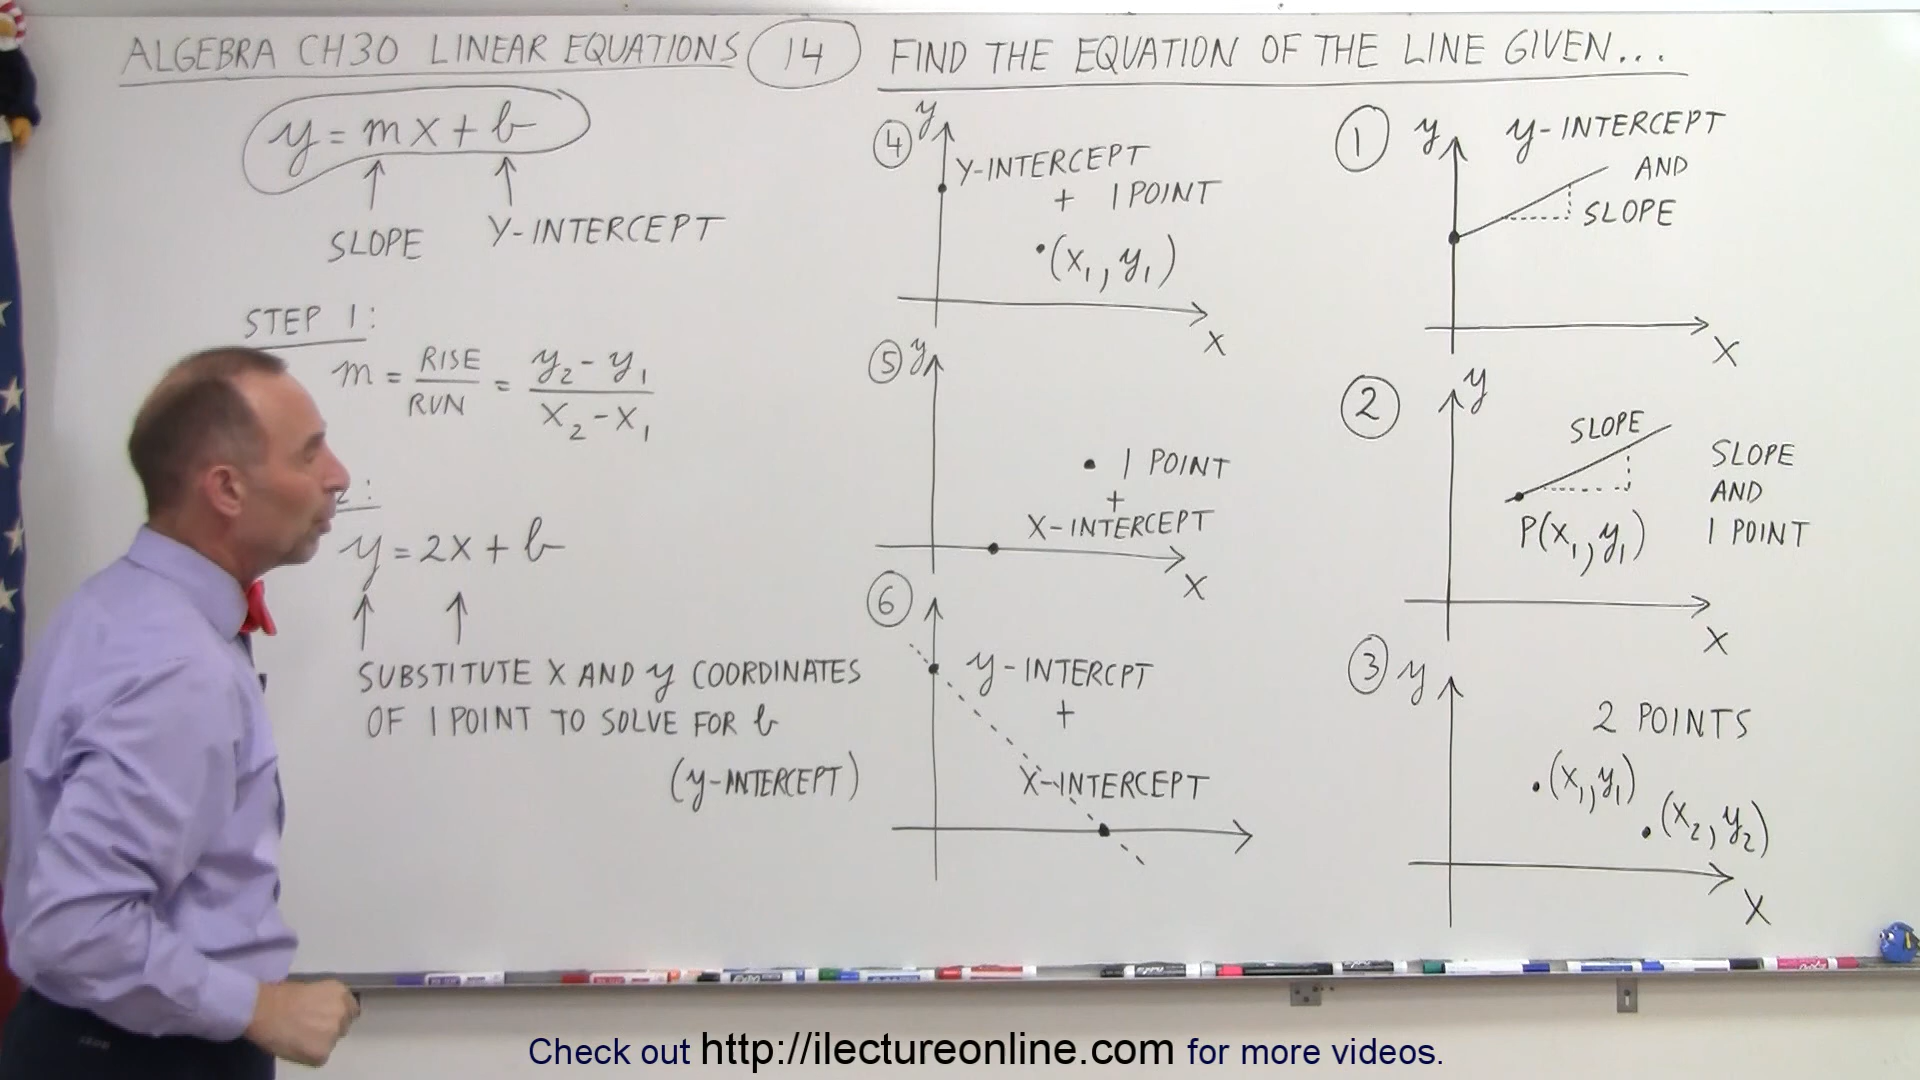 ALGEBRA CH30 LINEAR EQUATIONS 14 FIND THE EQUATION OF THE LINE GIVEN...
y = mx + b
SLOPE Y-INTERCEPT
STEP 1:
m = RISE/RUN = (y₂ - y₁)/(x₂ - x₁)
2:
y = 2x + b
SUBSTITUTE X AND y COORDINATES
OF 1 POINT TO SOLVE FOR b
(y-INTERCEPT)
4 y
Y-INTERCEPT
+ 1 POINT
(x₁, y₁)
X
5 y
1 POINT
+
X-INTERCEPT
X
6
y-INTERCPT
+
X-INTERCEPT
1 y y-INTERCEPT
AND
SLOPE
X
2 y
SLOPE
SLOPE
AND
1 POINT
P(x₁, y₁)
X
3 y
2 POINTS
(x₁, y₁)
(x₂, y₂)
X
Check out http://ilectureonline.com for more videos.